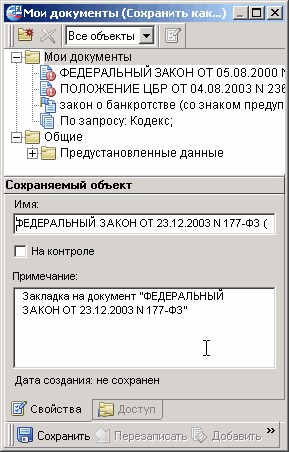 Мои документы (Сохранить как...)
Все объекты
Мои документы
ФЕДЕРАЛЬНЫЙ ЗАКОН ОТ 05.08.2000 N
ПОЛОЖЕНИЕ ЦБР ОТ 04.08.2003 N 236
закон о банкротстве (со знаком предуп
По запросу: Кодекс;
Общие
Предустановленные данные
Сохраняемый объект
Имя:
ФЕДЕРАЛЬНЫЙ ЗАКОН ОТ 23.12.2003 N 177-ФЗ (
На контроле
Примечание:
Закладка на документ "ФЕДЕРАЛЬНЫЙ
ЗАКОН ОТ 23.12.2003 N 177-ФЗ"
Дата создания: не сохранен
Свойства Доступ
Сохранить Перезаписать Добавить »